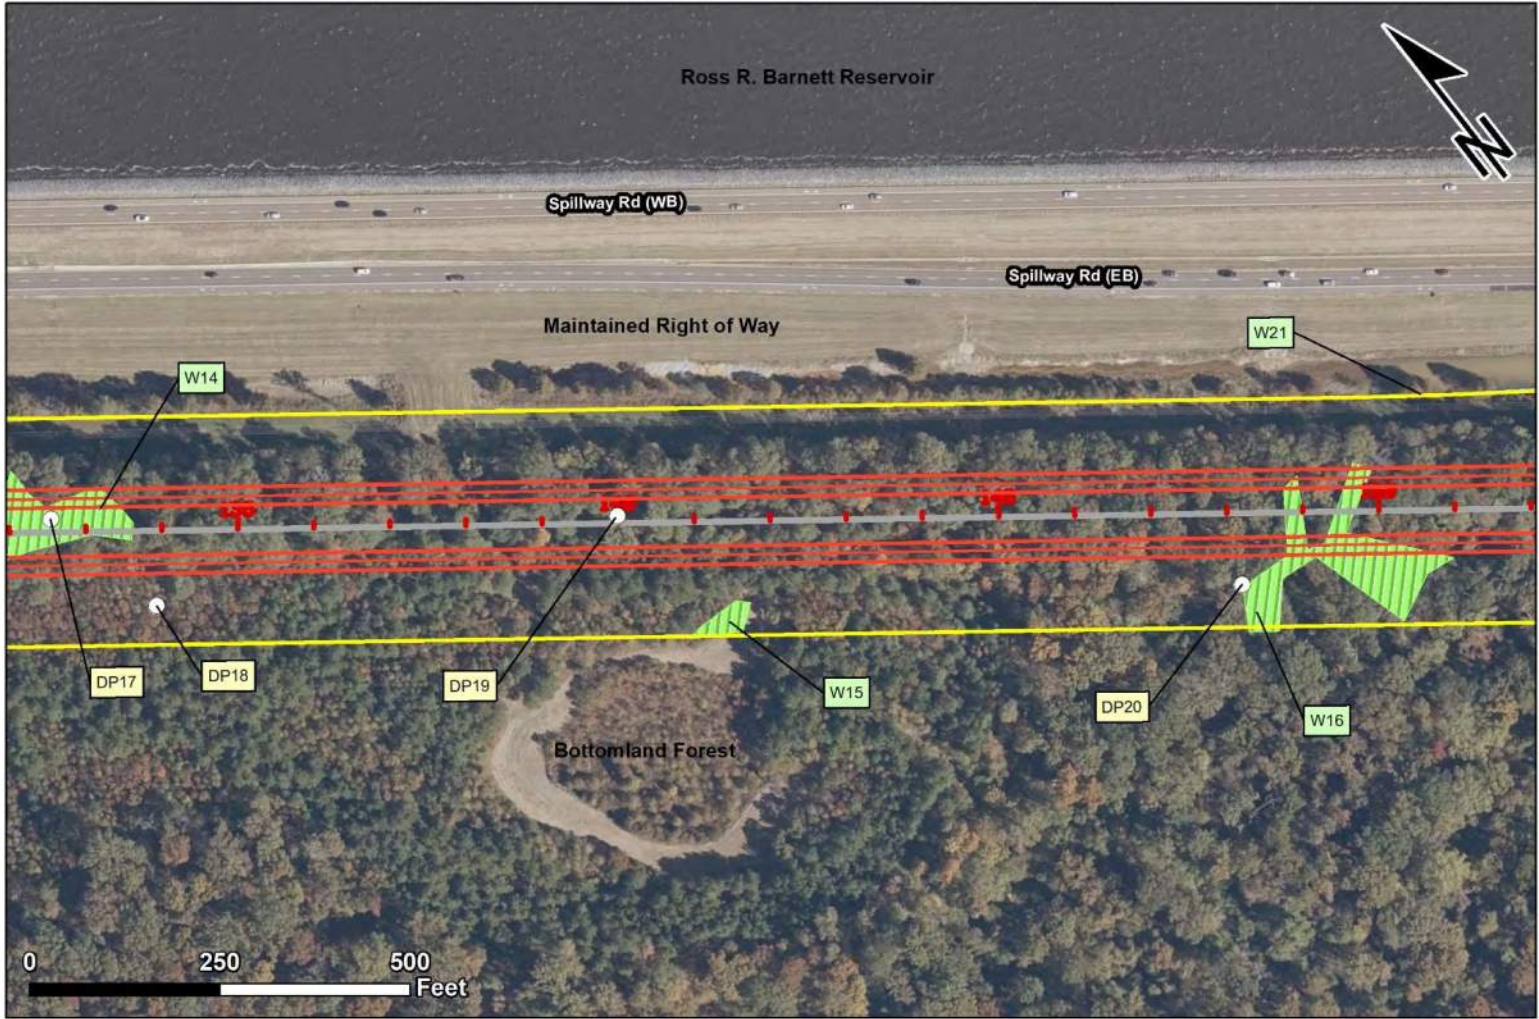 Ross R. Barnett Reservoir
N
Spillway Rd (WB)
Spillway Rd (EB)
Maintained Right of Way
W21
W14
DP17
DP18
DP19
W15
DP20
W16
Bottomland Forest
0 250 500
Feet